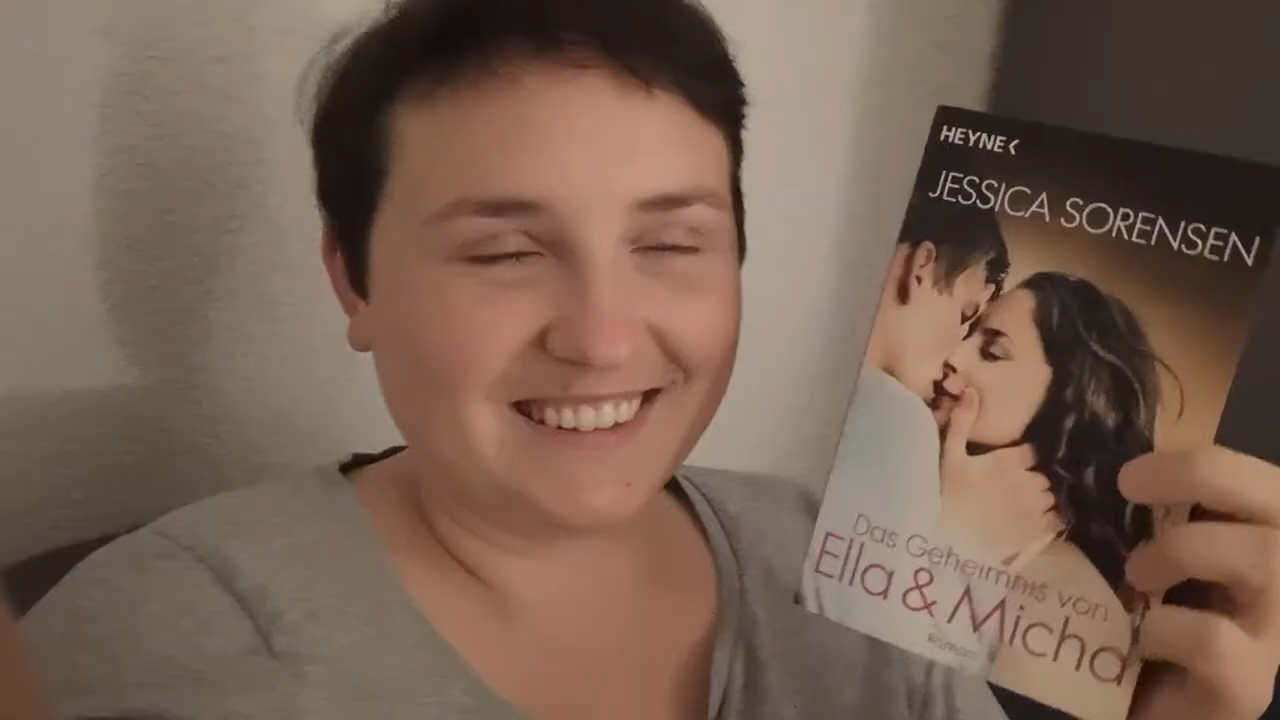 HEYNE<
JESSICA SORENSEN
Das Geheimnis von
Ella & Micha
Roman